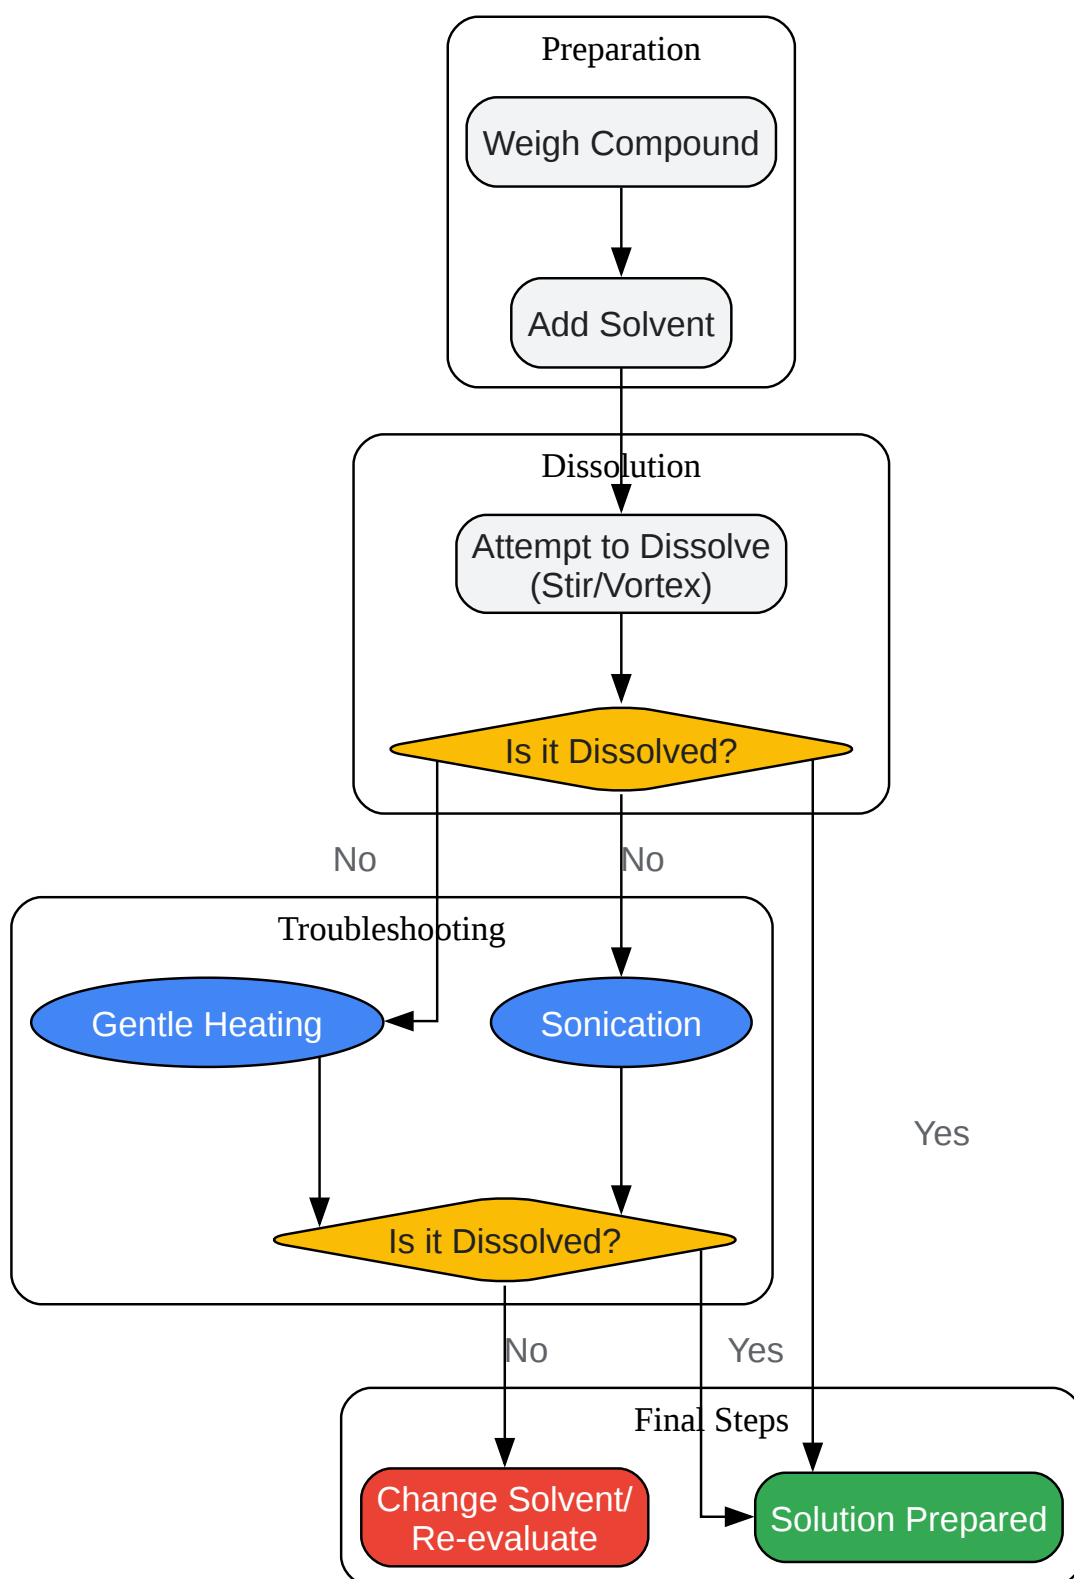 Preparation
Weigh Compound
Add Solvent
Dissolution
Attempt to Dissolve
(Stir/Vortex)
Is it Dissolved?
No
No
Troubleshooting
Gentle Heating
Sonication
Yes
Is it Dissolved?
No
Yes
Final Steps
Change Solvent/
Re-evaluate
Solution Prepared